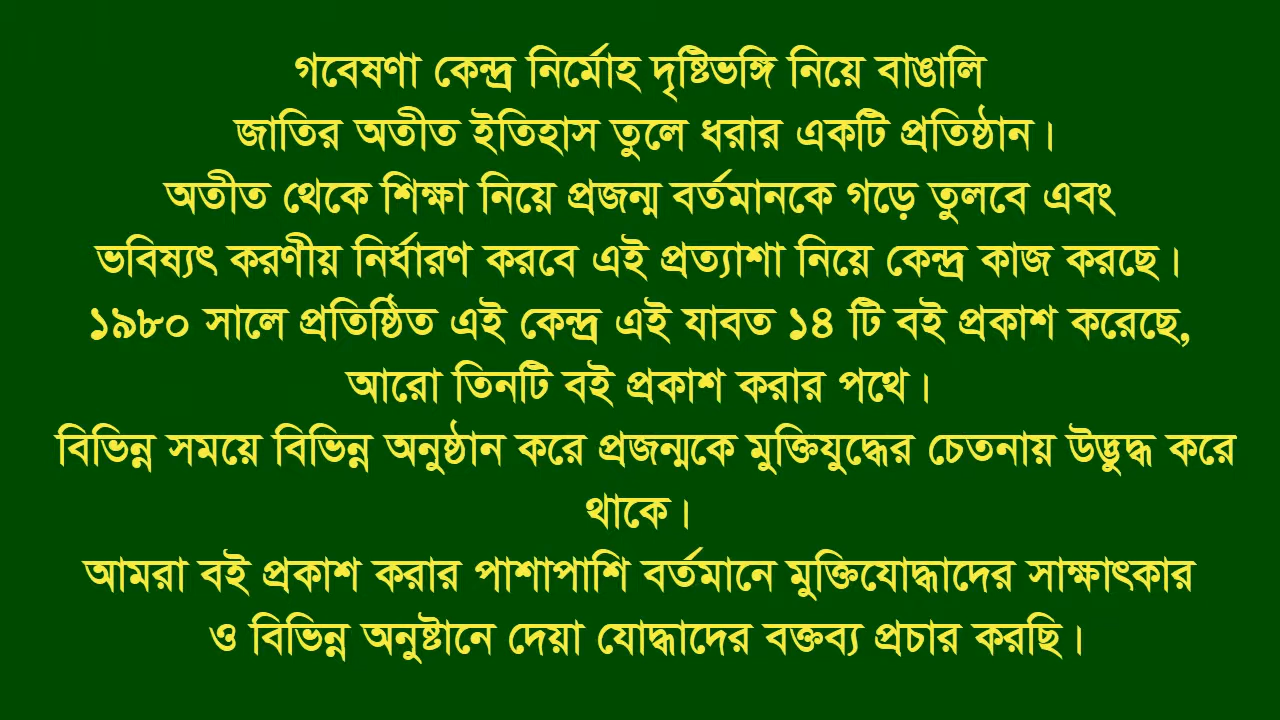 গবেষণা কেন্দ্র নির্মোহ দৃষ্টিভঙ্গি নিয়ে বাঙালি
জাতির অতীত ইতিহাস তুলে ধরার একটি প্রতিষ্ঠান।
অতীত থেকে শিক্ষা নিয়ে প্রজন্ম বর্তমানকে গড়ে তুলবে এবং
ভবিষ্যৎ করণীয় নির্ধারণ করবে এই প্রত্যাশা নিয়ে কেন্দ্র কাজ করছে।
১৯৮০ সালে প্রতিষ্ঠিত এই কেন্দ্র এই যাবত ১৪ টি বই প্রকাশ করেছে,
আরো তিনটি বই প্রকাশ করার পথে।
বিভিন্ন সময়ে বিভিন্ন অনুষ্ঠান করে প্রজন্মকে মুক্তিযুদ্ধের চেতনায় উদ্ভুদ্ধ করে
থাকে।
আমরা বই প্রকাশ করার পাশাপাশি বর্তমানে মুক্তিযোদ্ধাদের সাক্ষাৎকার
ও বিভিন্ন অনুষ্টানে দেয়া যোদ্ধাদের বক্তব্য প্রচার করছি।